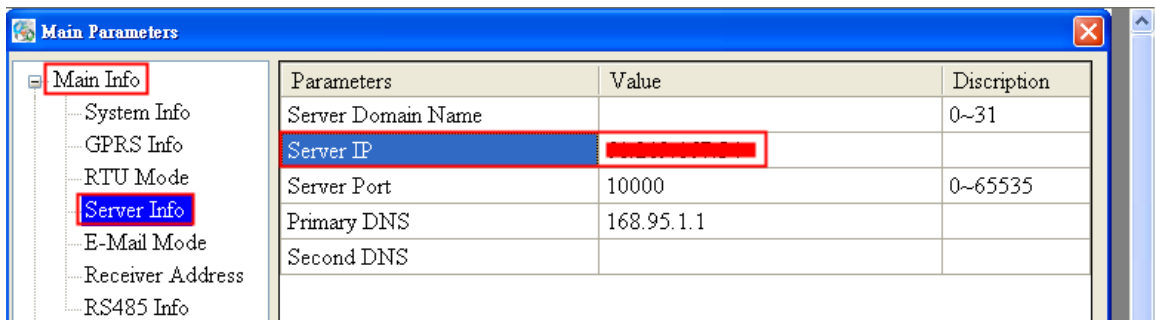 Main Parameters
Main Info
System Info
GPRS Info
RTU Mode
Server Info
E-Mail Mode
Receiver Address
RS485 Info
Parameters Value Discription
Server Domain Name 0~31
Server IP
Server Port 10000 0~65535
Primary DNS 168.95.1.1
Second DNS